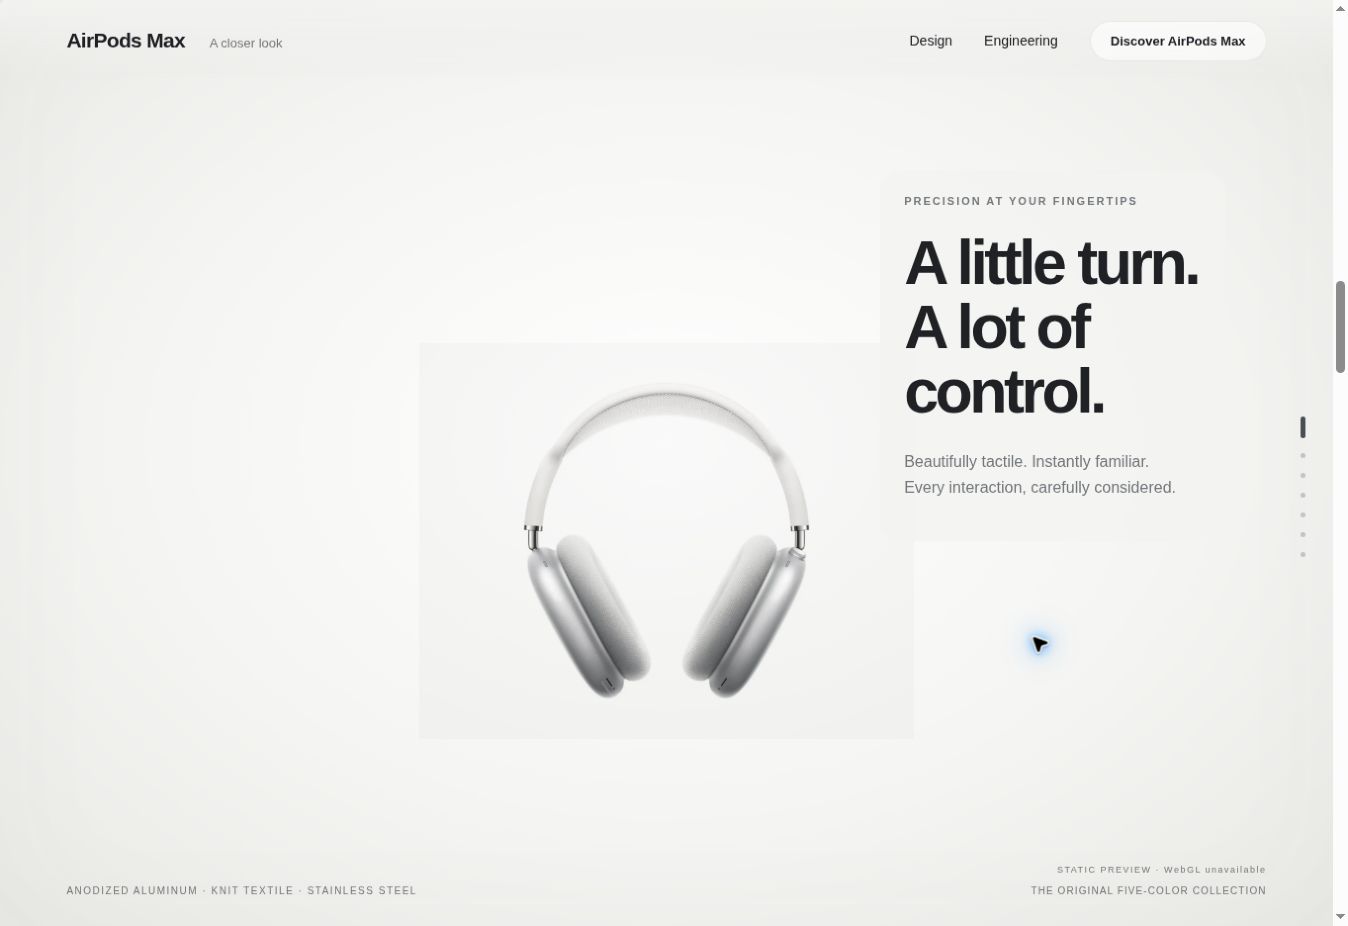 AirPods Max
A closer look
Design
Engineering
Discover AirPods Max
PRECISION AT YOUR FINGERTIPS
A little turn.
A lot of
control.
Beautifully tactile. Instantly familiar.
Every interaction, carefully considered.
STATIC PREVIEW · WebGL unavailable
ANODIZED ALUMINUM · KNIT TEXTILE · STAINLESS STEEL
THE ORIGINAL FIVE-COLOR COLLECTION